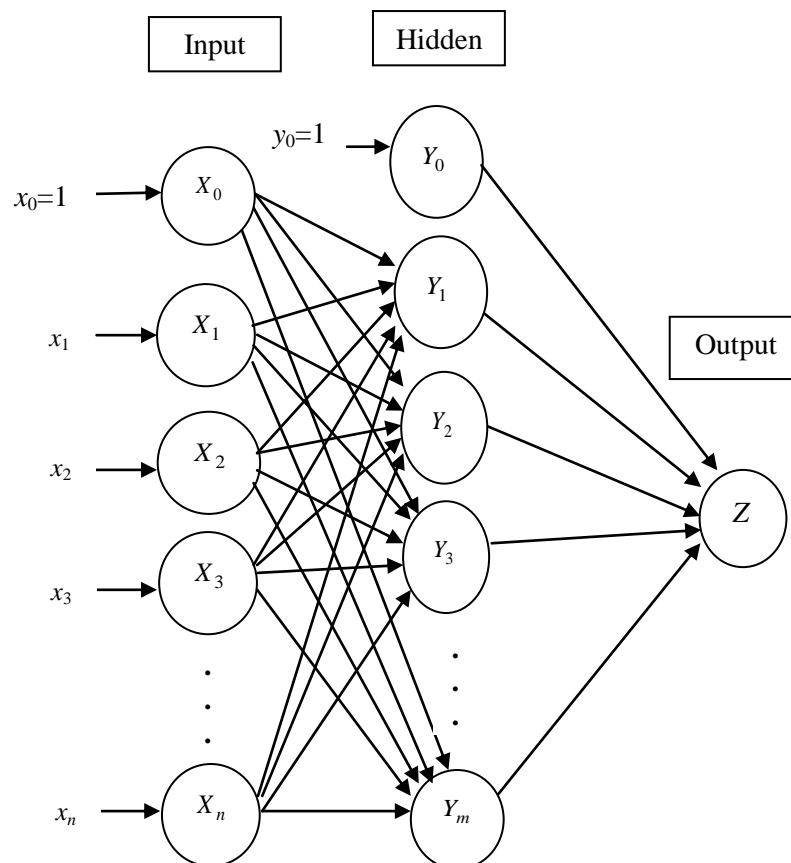 Input
Hidden
Output
y₀=1
Y₀
x₀=1
X₀
Y₁
x₁
X₁
Y₂
x₂
X₂
Z
Y₃
x₃
X₃
xₙ
Xₙ
Yₘ